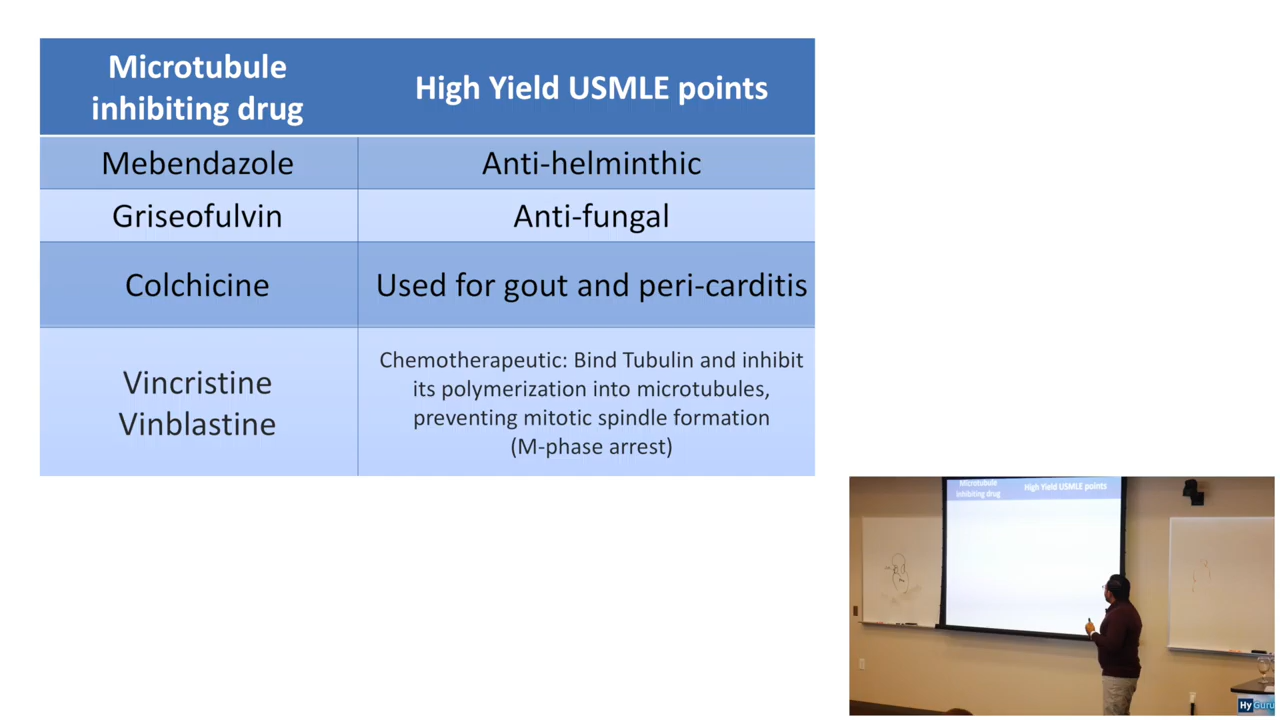 Microtubule
inhibiting drug
High Yield USMLE points
Mebendazole
Anti-helminthic
Griseofulvin
Anti-fungal
Colchicine
Used for gout and peri-carditis
Vincristine
Vinblastine
Chemotherapeutic: Bind Tubulin and inhibit
its polymerization into microtubules,
preventing mitotic spindle formation
(M-phase arrest)
Microtubule
inhibiting drug
High Yield USMLE points
HyGuru